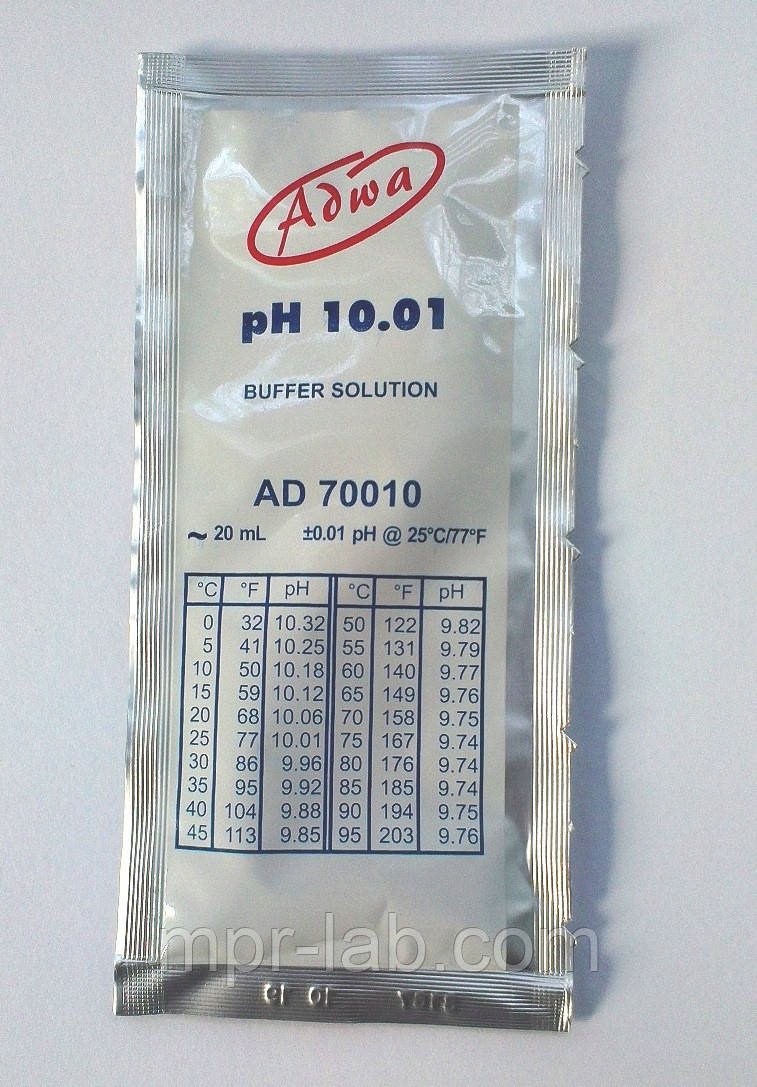 Adwa
pH 10.01
BUFFER SOLUTION
AD 70010
~ 20 mL ±0.01 pH @ 25°C/77°F
°C °F pH °C °F pH
0 32 10.32 50 122 9.82
5 41 10.25 55 131 9.79
10 50 10.18 60 140 9.77
15 59 10.12 65 149 9.76
20 68 10.06 70 158 9.75
25 77 10.01 75 167 9.74
30 86 9.96 80 176 9.74
35 95 9.92 85 185 9.74
40 104 9.88 90 194 9.75
45 113 9.85 95 203 9.76
mpr-lab.com